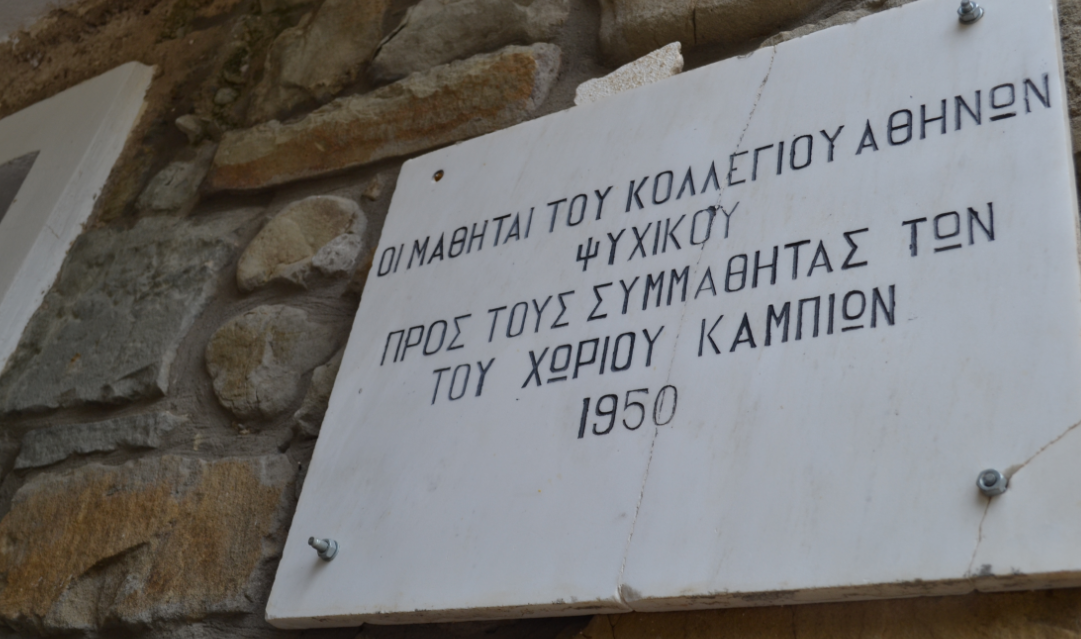 ΟΙ ΜΑΘΗΤΑΙ ΤΟΥ ΚΟΛΛΕΓΙΟΥ ΑΘΗΝΩΝ
ΨΥΧΙΚΟΥ
ΠΡΟΣ ΤΟΥΣ ΣΥΜΜΑΘΗΤΑΣ ΤΩΝ
ΤΟΥ ΧΩΡΙΟΥ ΚΑΜΠΙΩΝ
1950